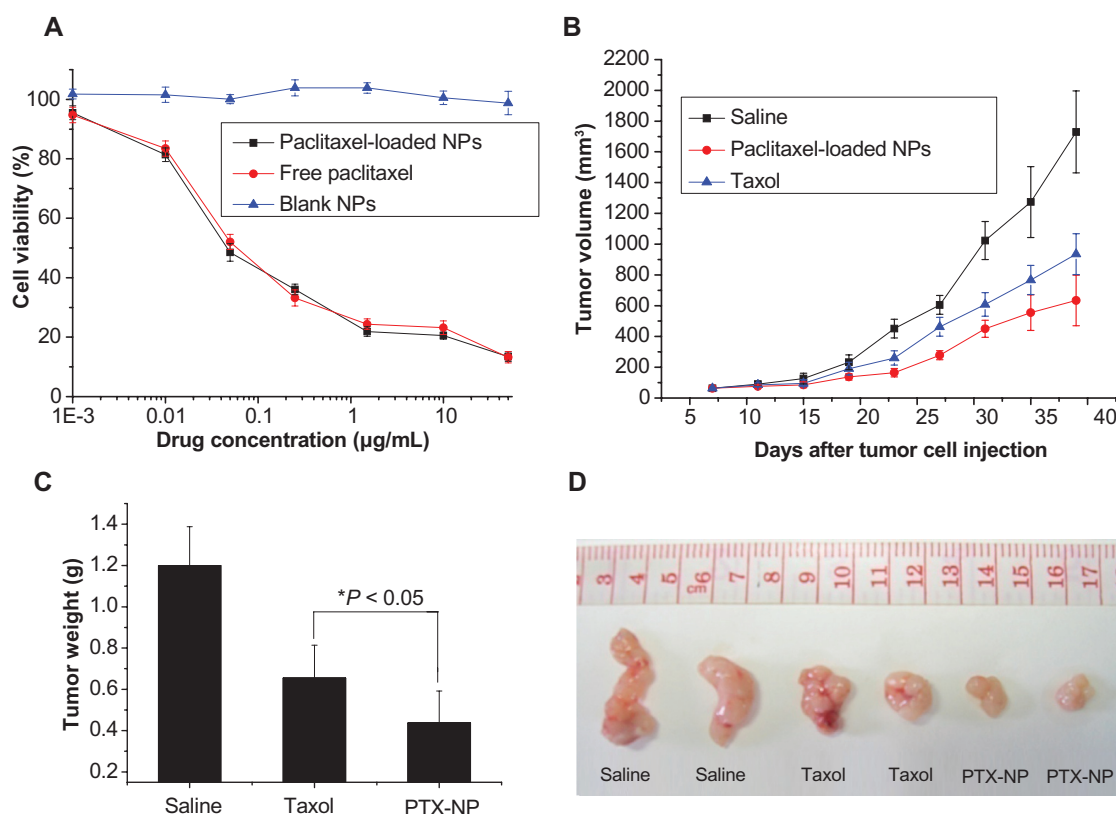 A
Cell viability (%)
100
80
60
40
20
0
Paclitaxel-loaded NPs
Free paclitaxel
Blank NPs
1E-3 0.01 0.1 1 10
Drug concentration (µg/mL)
B
Tumor volume (mm³)
2200
2000
1800
1600
1400
1200
1000
800
600
400
200
0
Saline
Paclitaxel-loaded NPs
Taxol
5 10 15 20 25 30 35 40
Days after tumor cell injection
C
Tumor weight (g)
1.4
1.2
1.0
0.8
0.6
0.4
0.2
*P < 0.05
Saline Taxol PTX-NP
D
3 4 5 6 7 8 9 10 11 12 13 14 15 16 17
Saline Saline Taxol Taxol PTX-NP PTX-NP